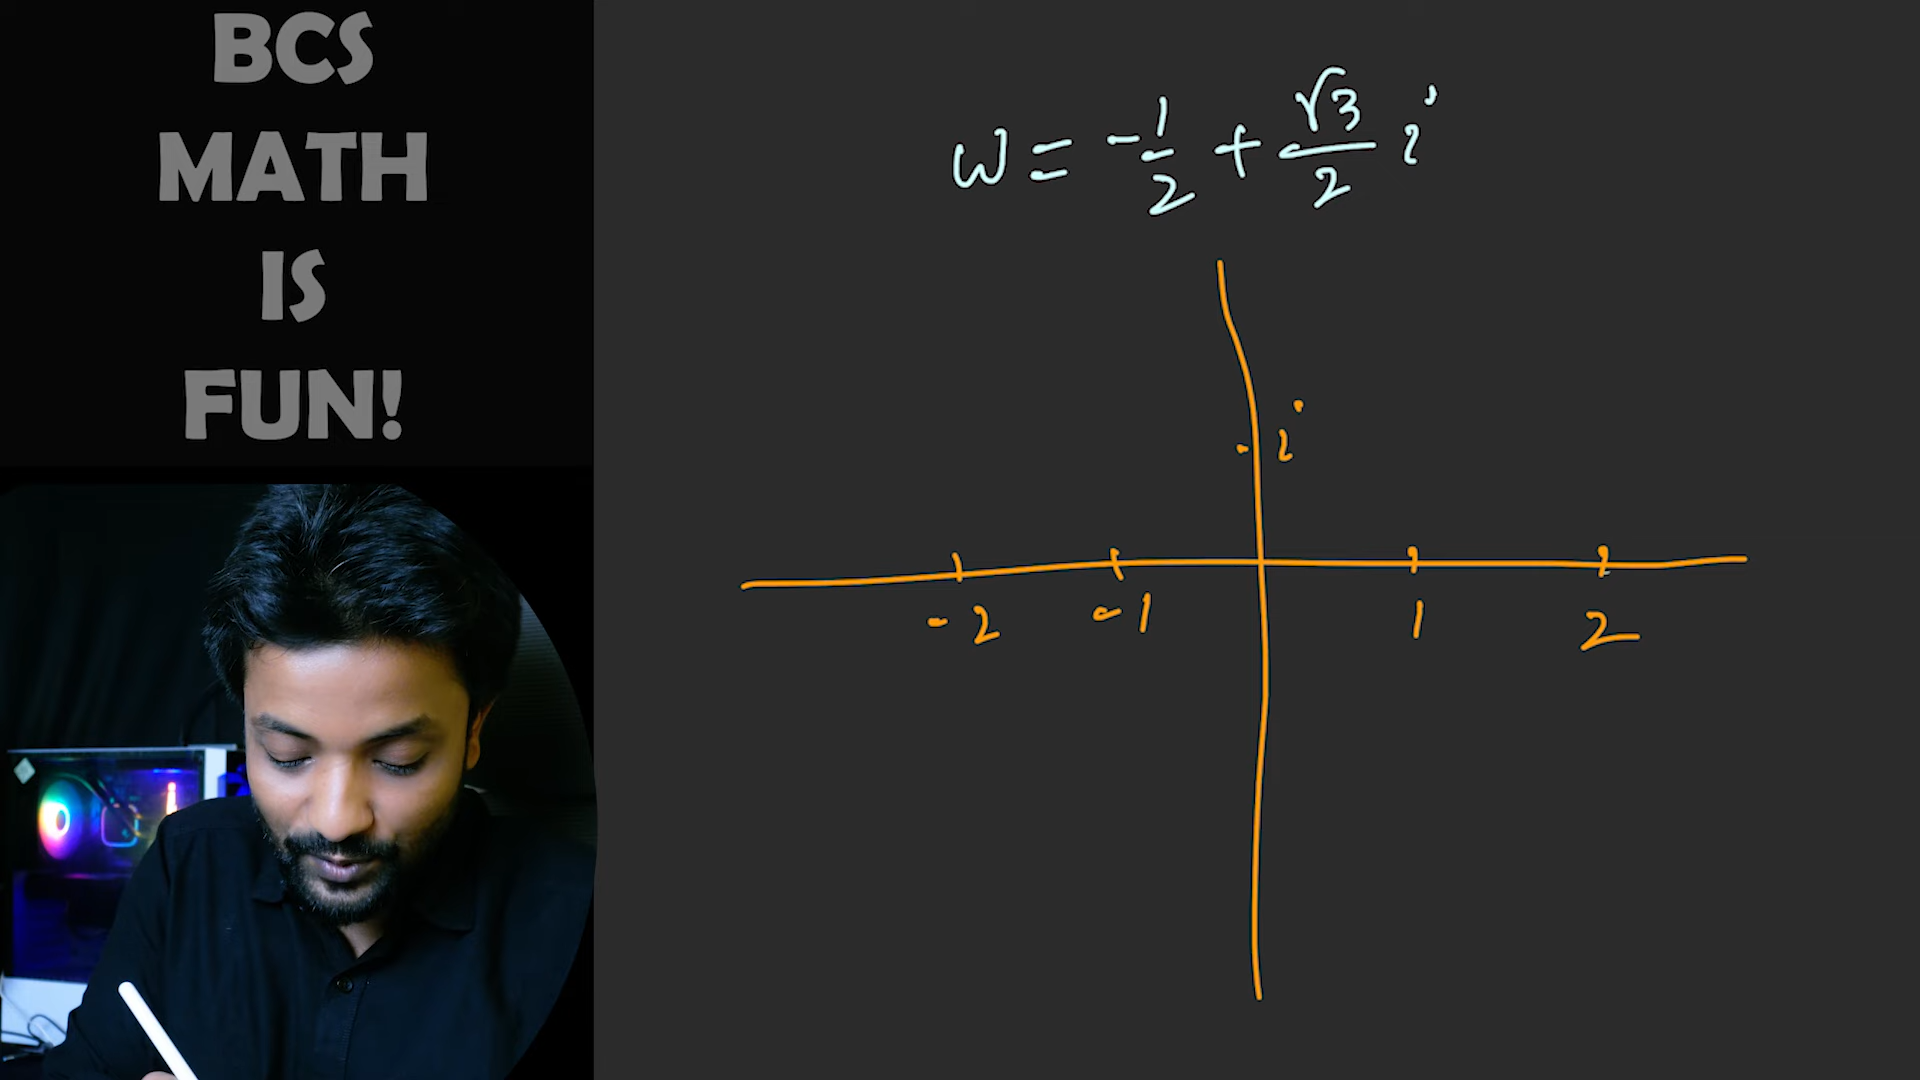 BCS
MATH
IS
FUN!
ω = -1/2 + √3/2 i
i
-2 -1 1 2